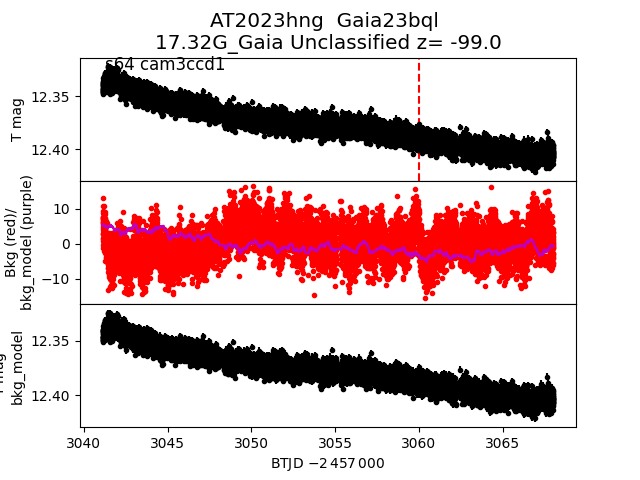 AT2023hng Gaia23bql
17.32G_Gaia Unclassified z= -99.0
s64 cam3ccd1
12.35
12.40
T mag
10
0
−10
Bkg (red)/
bkg_model (purple)
12.35
12.40
mag
bkg_model
3040
3045
3050
3055
3060
3065
BTJD −2 457 000